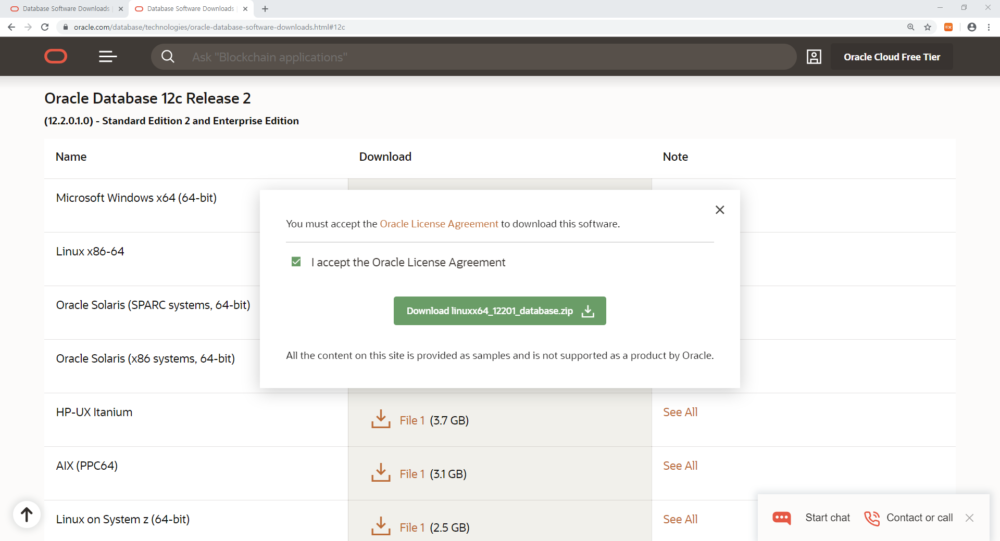 Database Software Downloads
Database Software Downloads
oracle.com/database/technologies/oracle-database-software-downloads.html#12c
Ask "Blockchain applications"
Oracle Cloud Free Tier
Oracle Database 12c Release 2
(12.2.0.1.0) - Standard Edition 2 and Enterprise Edition
Name Download Note
Microsoft Windows x64 (64-bit)
You must accept the Oracle License Agreement to download this software.
Linux x86-64
I accept the Oracle License Agreement
Oracle Solaris (SPARC systems, 64-bit)
Download linuxx64_12201_database.zip
Oracle Solaris (x86 systems, 64-bit)
All the content on this site is provided as samples and is not supported as a product by Oracle.
HP-UX Itanium File 1 (3.7 GB) See All
AIX (PPC64) File 1 (3.1 GB) See All
Linux on System z (64-bit) File 1 (2.5 GB) See All
Start chat Contact or call